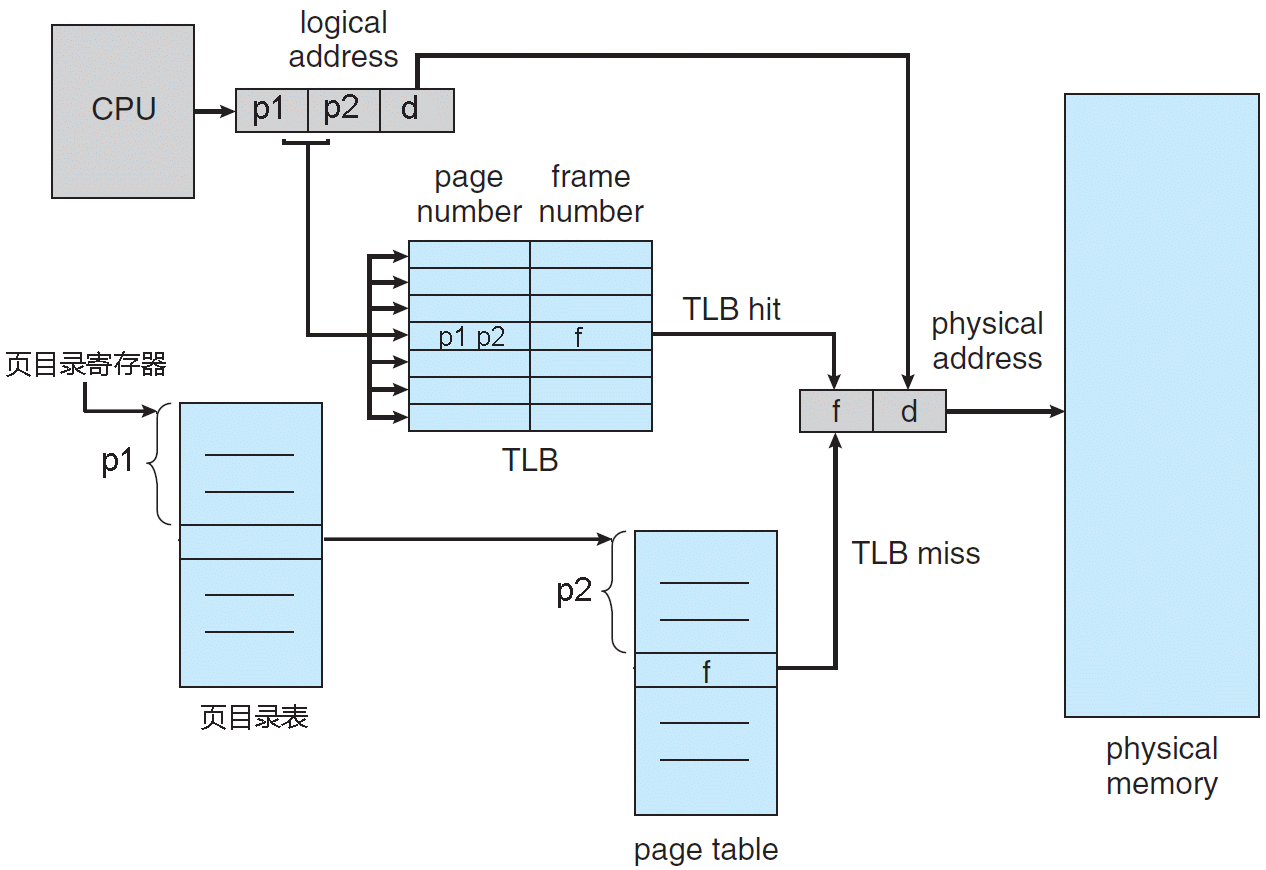 logical
address
CPU
p1
p2
d
page
number
frame
number
TLB hit
p1 p2
f
physical
address
页目录寄存器
f
d
p1
TLB
TLB miss
p2
f
页目录表
physical
memory
page table